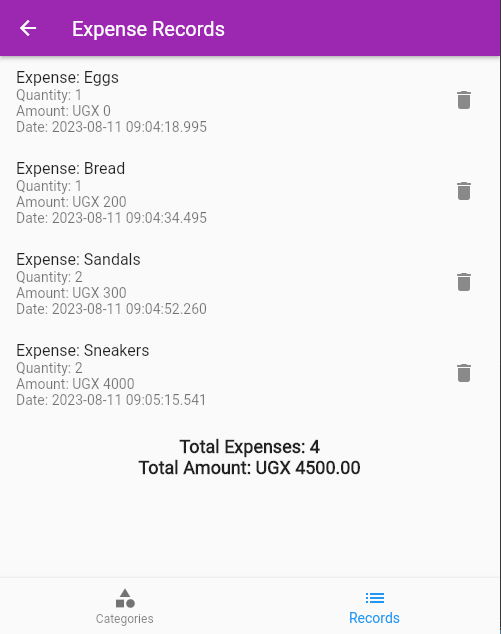 Expense Records
Expense: Eggs
Quantity: 1
Amount: UGX 0
Date: 2023-08-11 09:04:18.995
Expense: Bread
Quantity: 1
Amount: UGX 200
Date: 2023-08-11 09:04:34.495
Expense: Sandals
Quantity: 2
Amount: UGX 300
Date: 2023-08-11 09:04:52.260
Expense: Sneakers
Quantity: 2
Amount: UGX 4000
Date: 2023-08-11 09:05:15.541
Total Expenses: 4
Total Amount: UGX 4500.00
Categories
Records